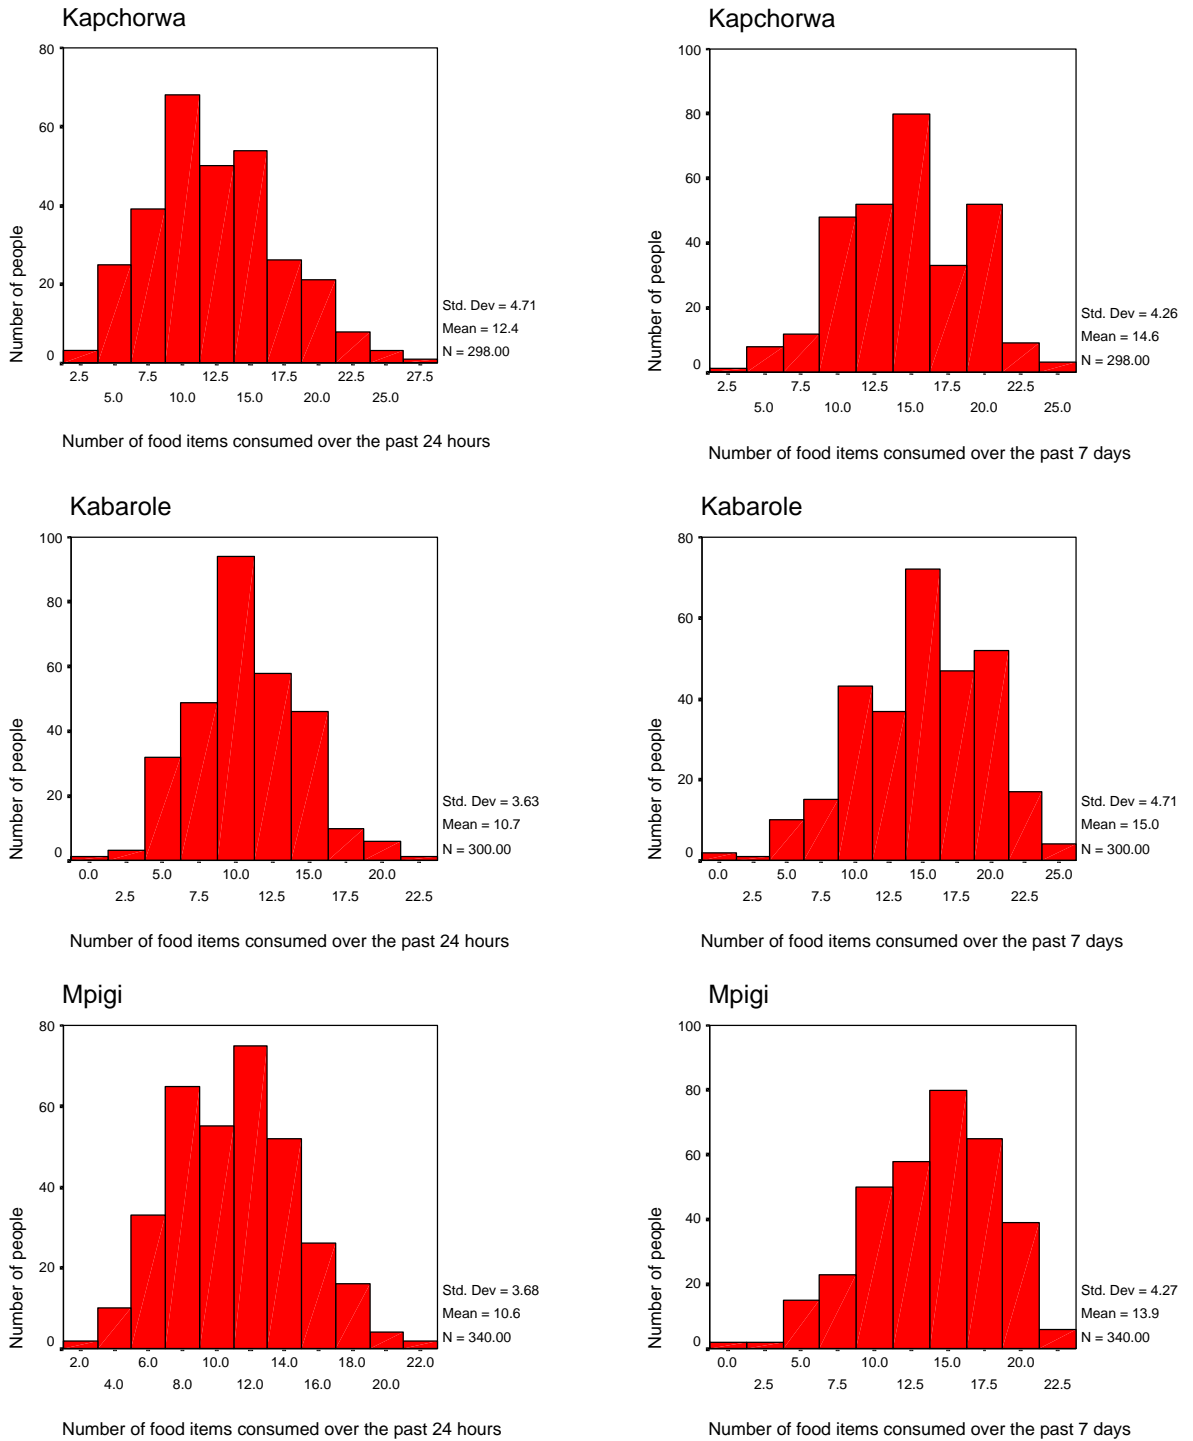 Kapchorwa
80
60
40
20
0
Number of people
Std. Dev = 4.71
Mean = 12.4
N = 298.00
2.5 7.5 12.5 17.5 22.5 27.5
5.0 10.0 15.0 20.0 25.0
Number of food items consumed over the past 24 hours
Kapchorwa
100
80
60
40
20
0
Number of people
Std. Dev = 4.26
Mean = 14.6
N = 298.00
2.5 7.5 12.5 17.5 22.5
5.0 10.0 15.0 20.0 25.0
Number of food items consumed over the past 7 days
Kabarole
100
80
60
40
20
0
Number of people
Std. Dev = 3.63
Mean = 10.7
N = 300.00
0.0 5.0 10.0 15.0 20.0
2.5 7.5 12.5 17.5 22.5
Number of food items consumed over the past 24 hours
Kabarole
80
60
40
20
0
Number of people
Std. Dev = 4.71
Mean = 15.0
N = 300.00
0.0 5.0 10.0 15.0 20.0 25.0
2.5 7.5 12.5 17.5 22.5
Number of food items consumed over the past 7 days
Mpigi
80
60
40
20
0
Number of people
Std. Dev = 3.68
Mean = 10.6
N = 340.00
2.0 6.0 10.0 14.0 18.0 22.0
4.0 8.0 12.0 16.0 20.0
Number of food items consumed over the past 24 hours
Mpigi
100
80
60
40
20
0
Number of people
Std. Dev = 4.27
Mean = 13.9
N = 340.00
0.0 5.0 10.0 15.0 20.0
2.5 7.5 12.5 17.5 22.5
Number of food items consumed over the past 7 days